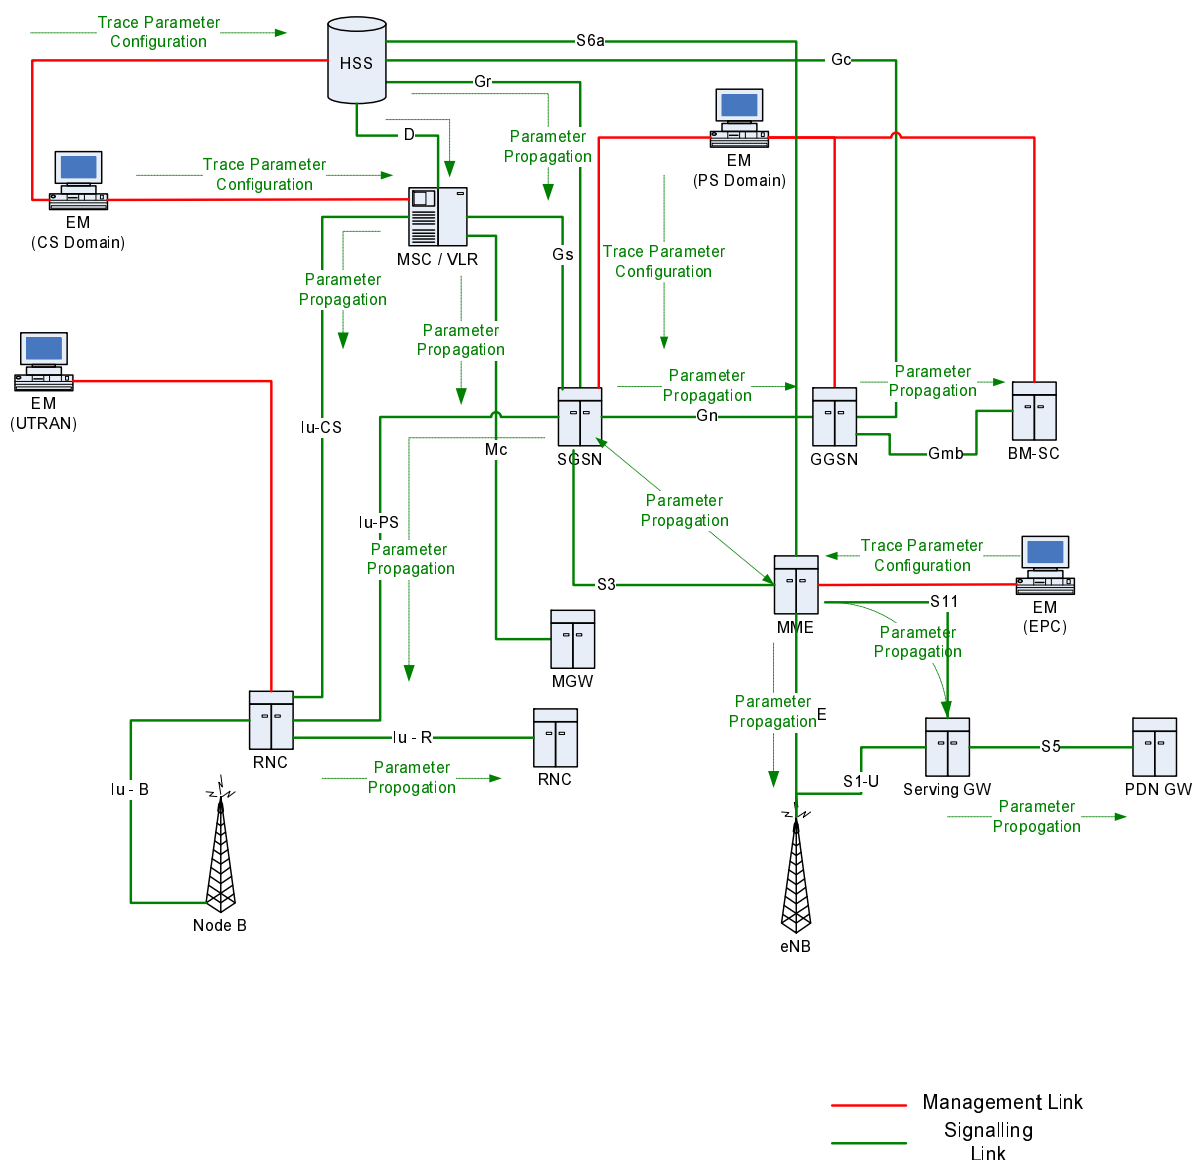 Trace Parameter
Configuration
HSS
S6a
Gc
Gr
D
Parameter
Propagation
EM
(PS Domain)
Trace Parameter
Configuration
EM
(CS Domain)
MSC / VLR
Gs
Trace Parameter
Configuration
Parameter
Propagation
Parameter
Propagation
EM
(UTRAN)
Parameter
Propagation
Parameter
Propagation
Iu-CS
Gn
Mc
SGSN
GGSN
Gmb
BM-SC
Iu-PS
Parameter
Propagation
Parameter
Propagation
Trace Parameter
Configuration
S3
MME
S11
EM
(EPC)
Parameter
Propagation
MGW
Parameter
Propagation
E
Iu - R
RNC
RNC
Parameter
Propogation
Iu - B
S1-U
S5
Serving GW
PDN GW
Parameter
Propogation
Node B
eNB
Management Link
Signalling
Link